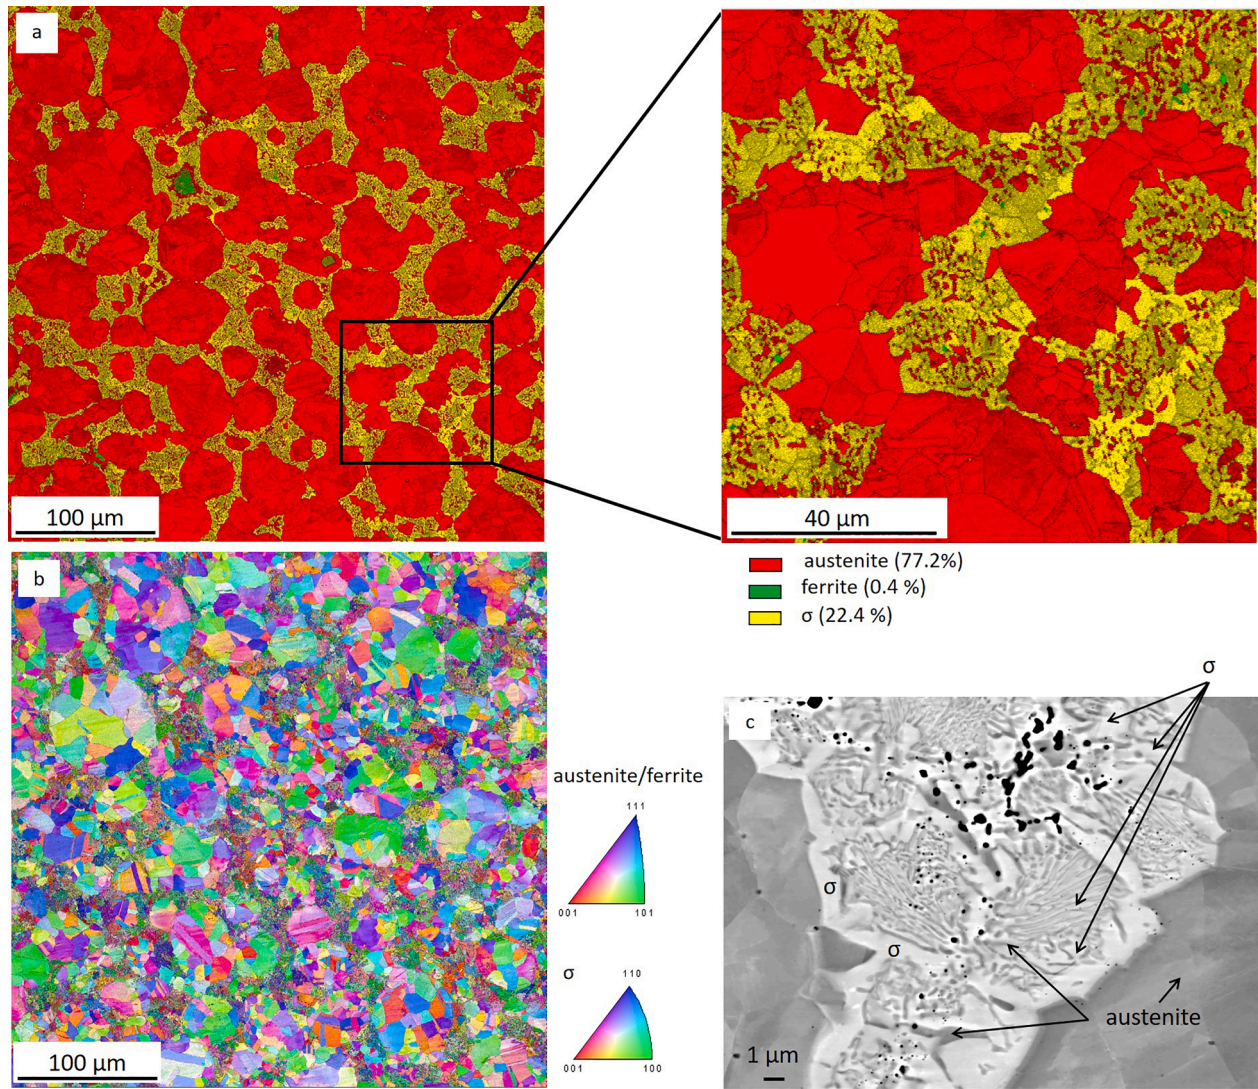 a
100 µm
40 µm
austenite (77.2%)
ferrite (0.4 %)
σ (22.4 %)
b
austenite/ferrite
111
001
101
σ
110
001
100
100 µm
c
σ
σ
σ
austenite
1 µm